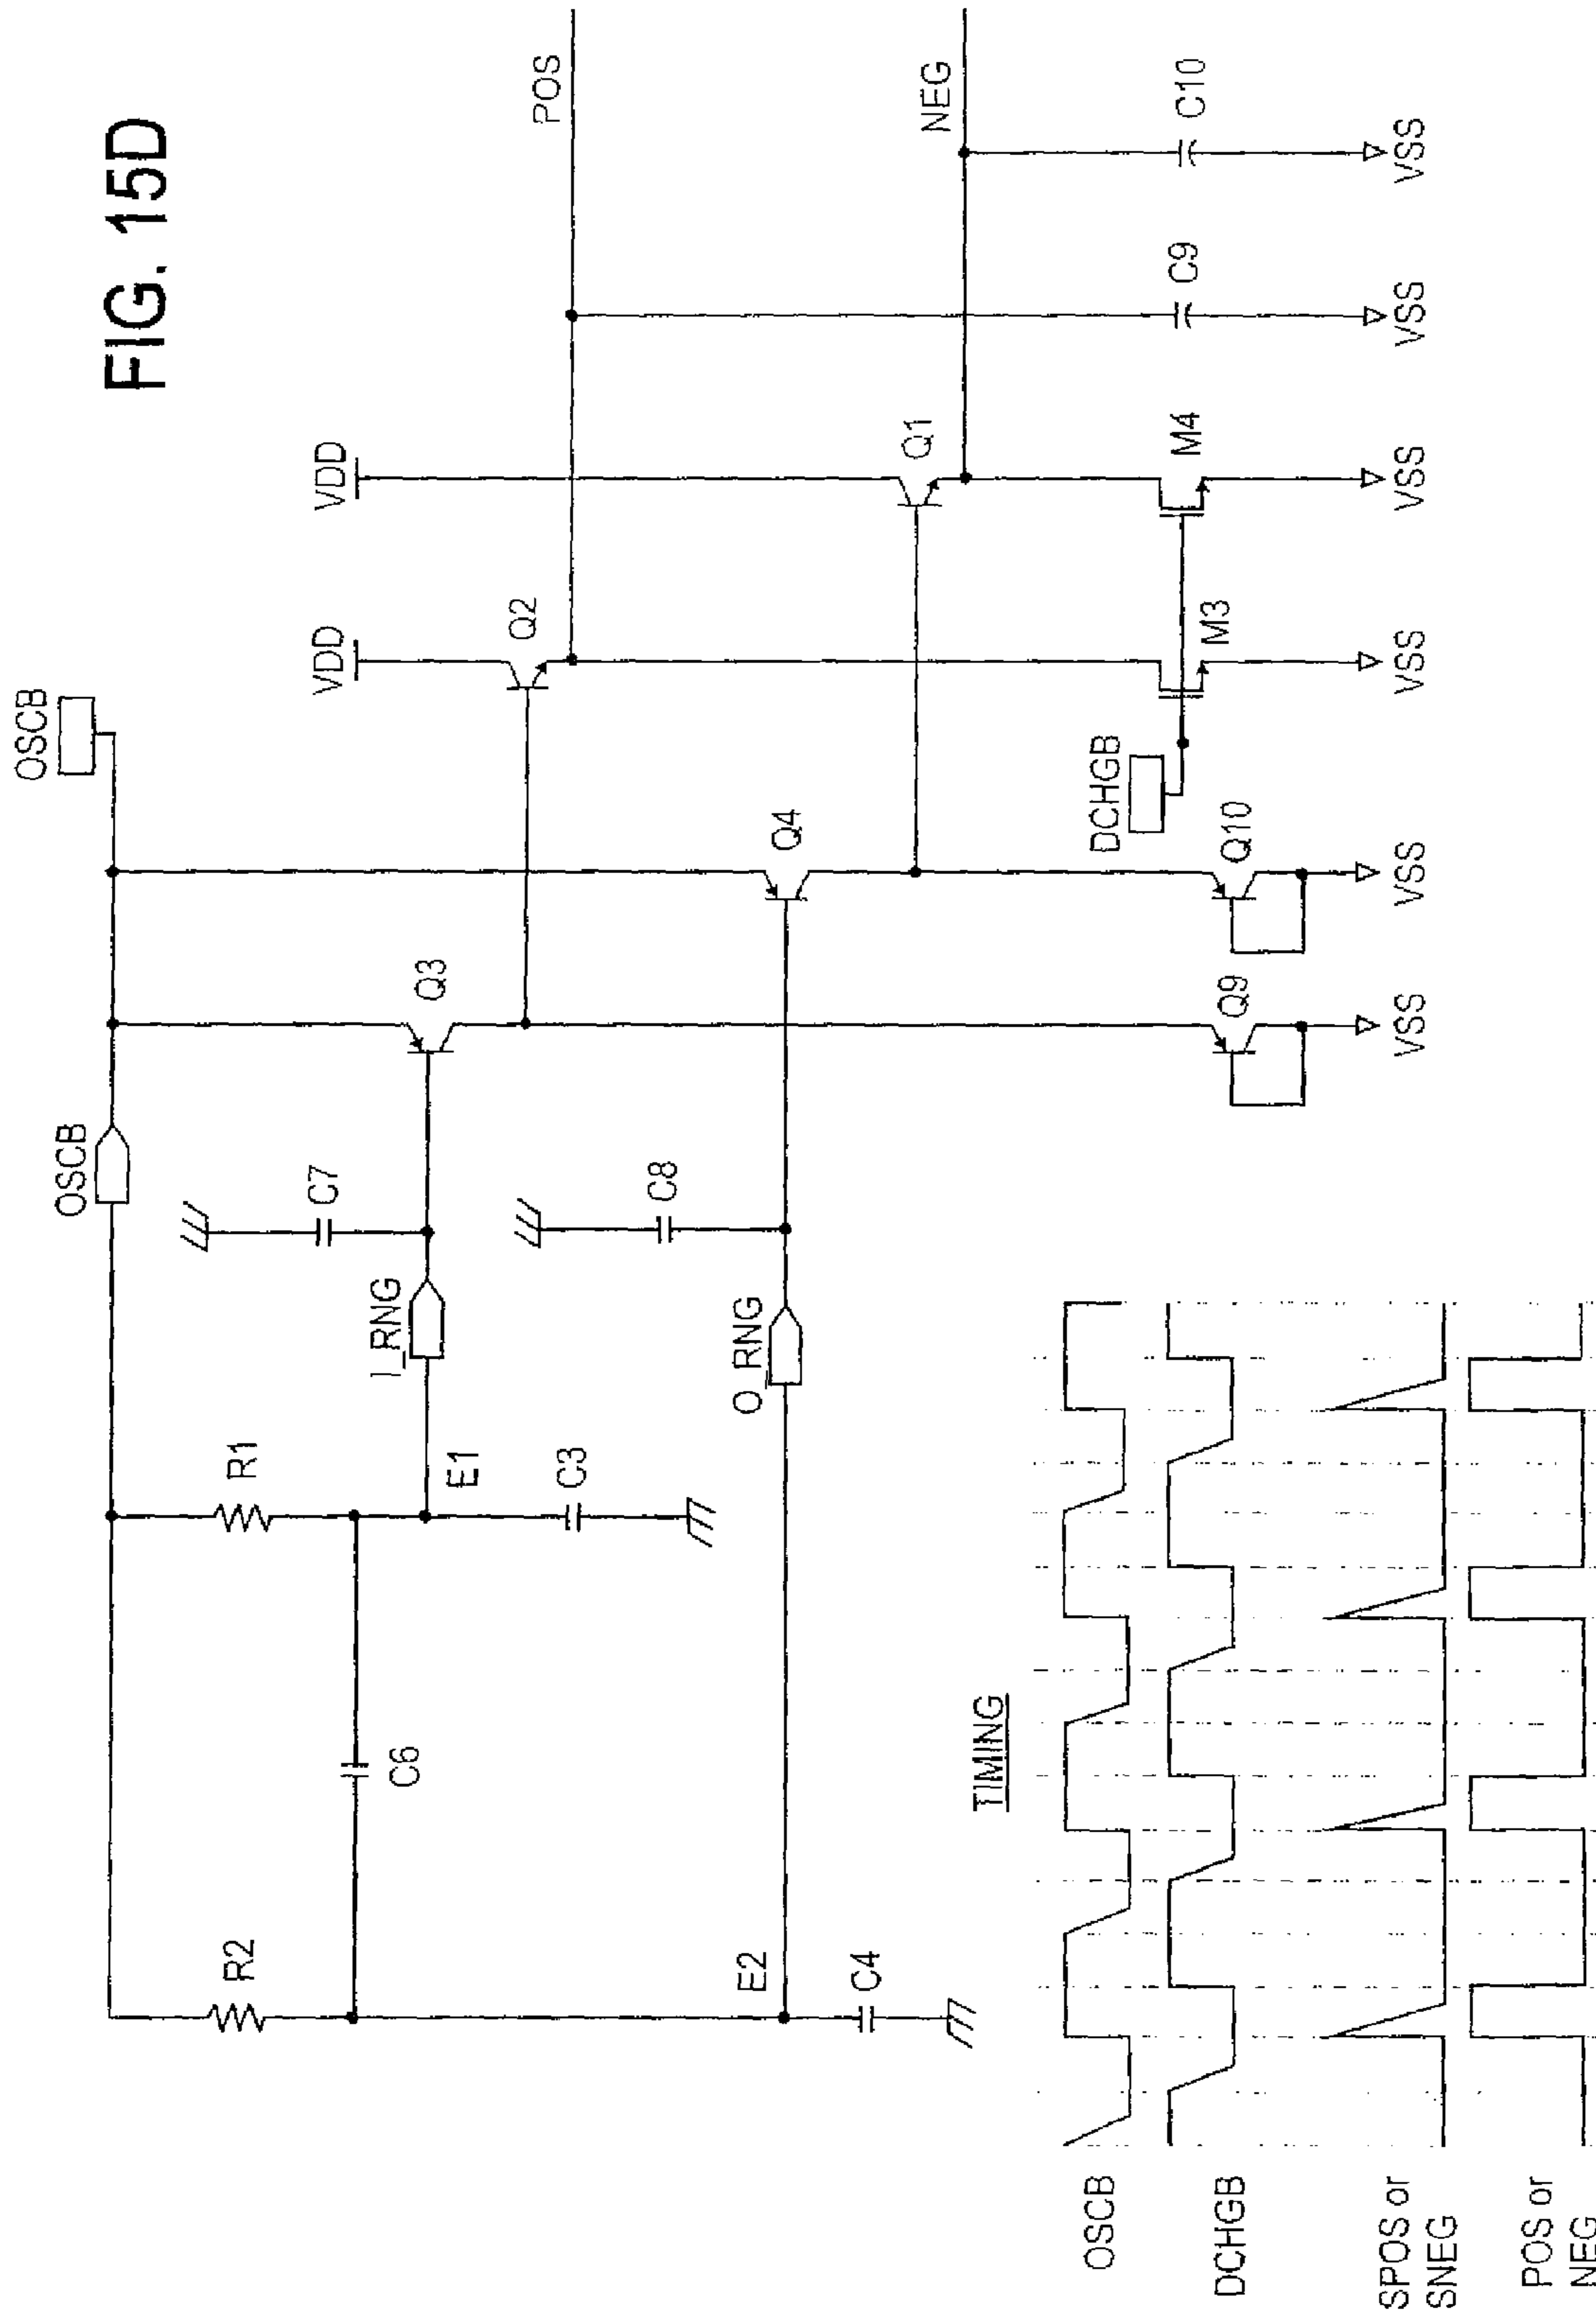 FIG. 15D
OSCB
OSCB
VDD
VDD
POS
R2
R1
C7
I_RNG
E1
C3
C6
Q3
Q2
C8
O_RNG
E2
C4
Q4
Q1
NEG
DCHGB
Q9
Q10
M3
M4
C9
C10
VSS
VSS
VSS
VSS
VSS
VSS
TIMING
OSCB
DCHGB
SPOS or
SNEG
POS or
NEG